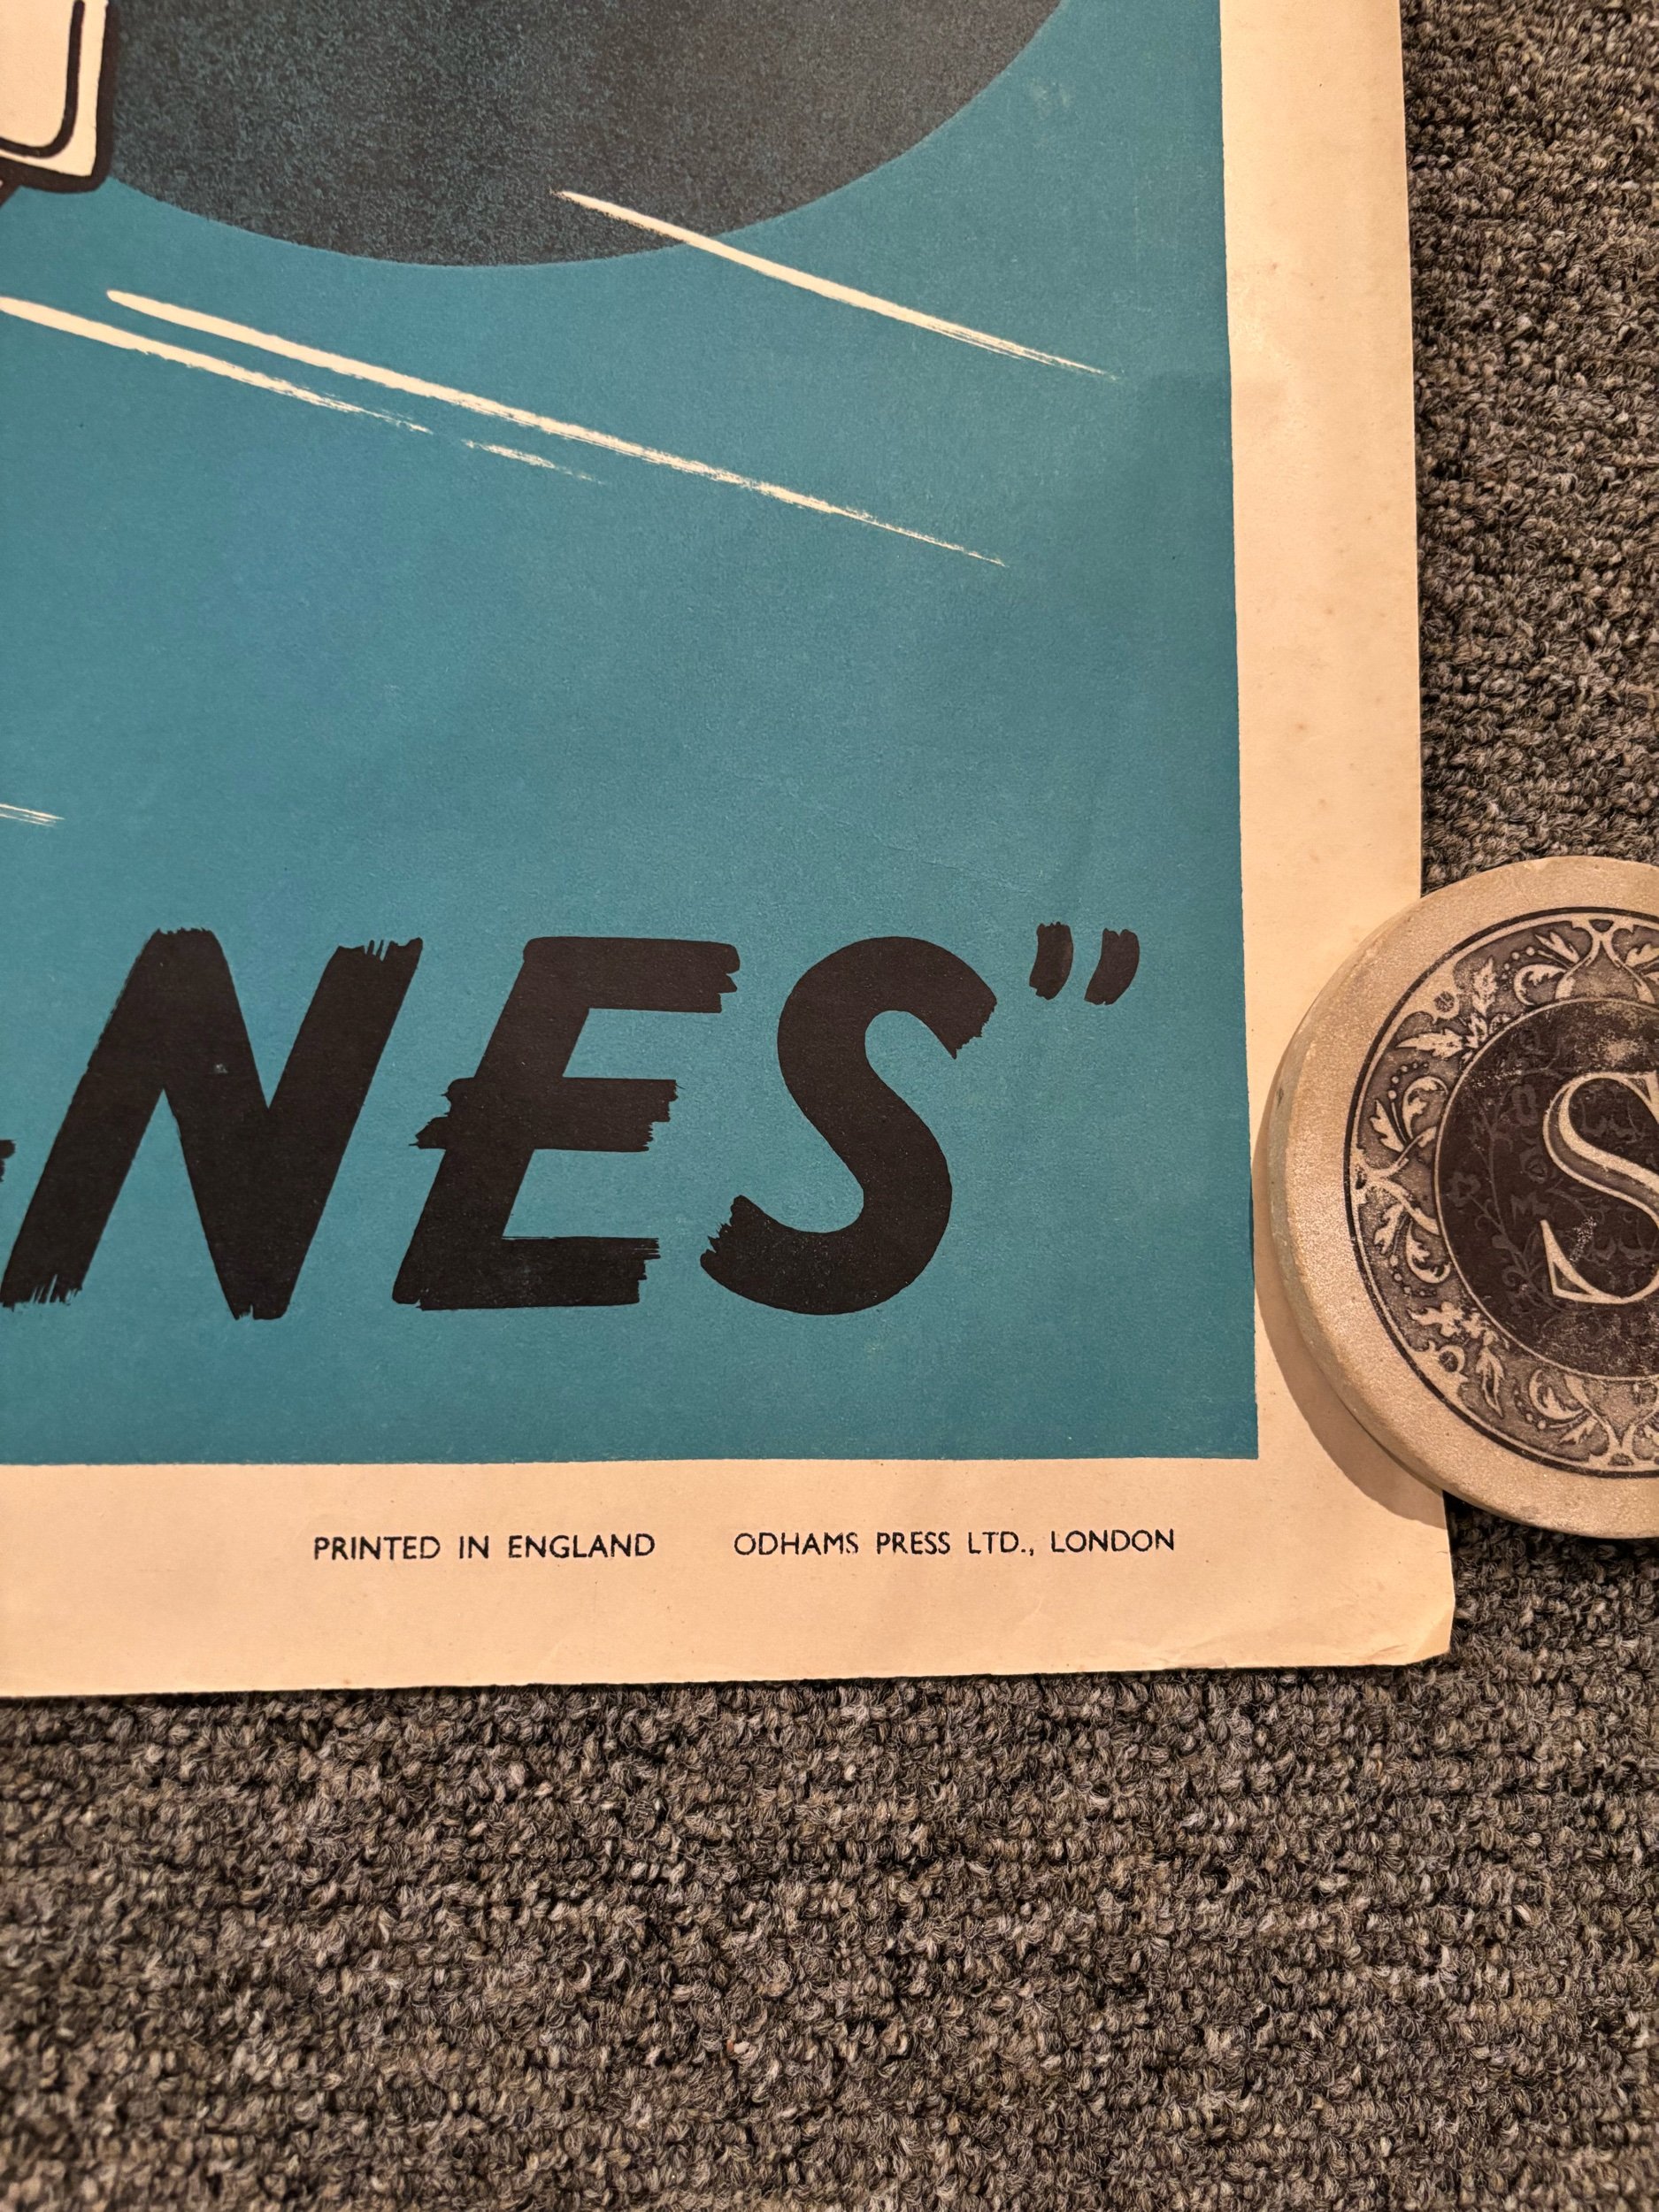 NES”
PRINTED IN ENGLAND ODHAMS PRESS LTD., LONDON
S